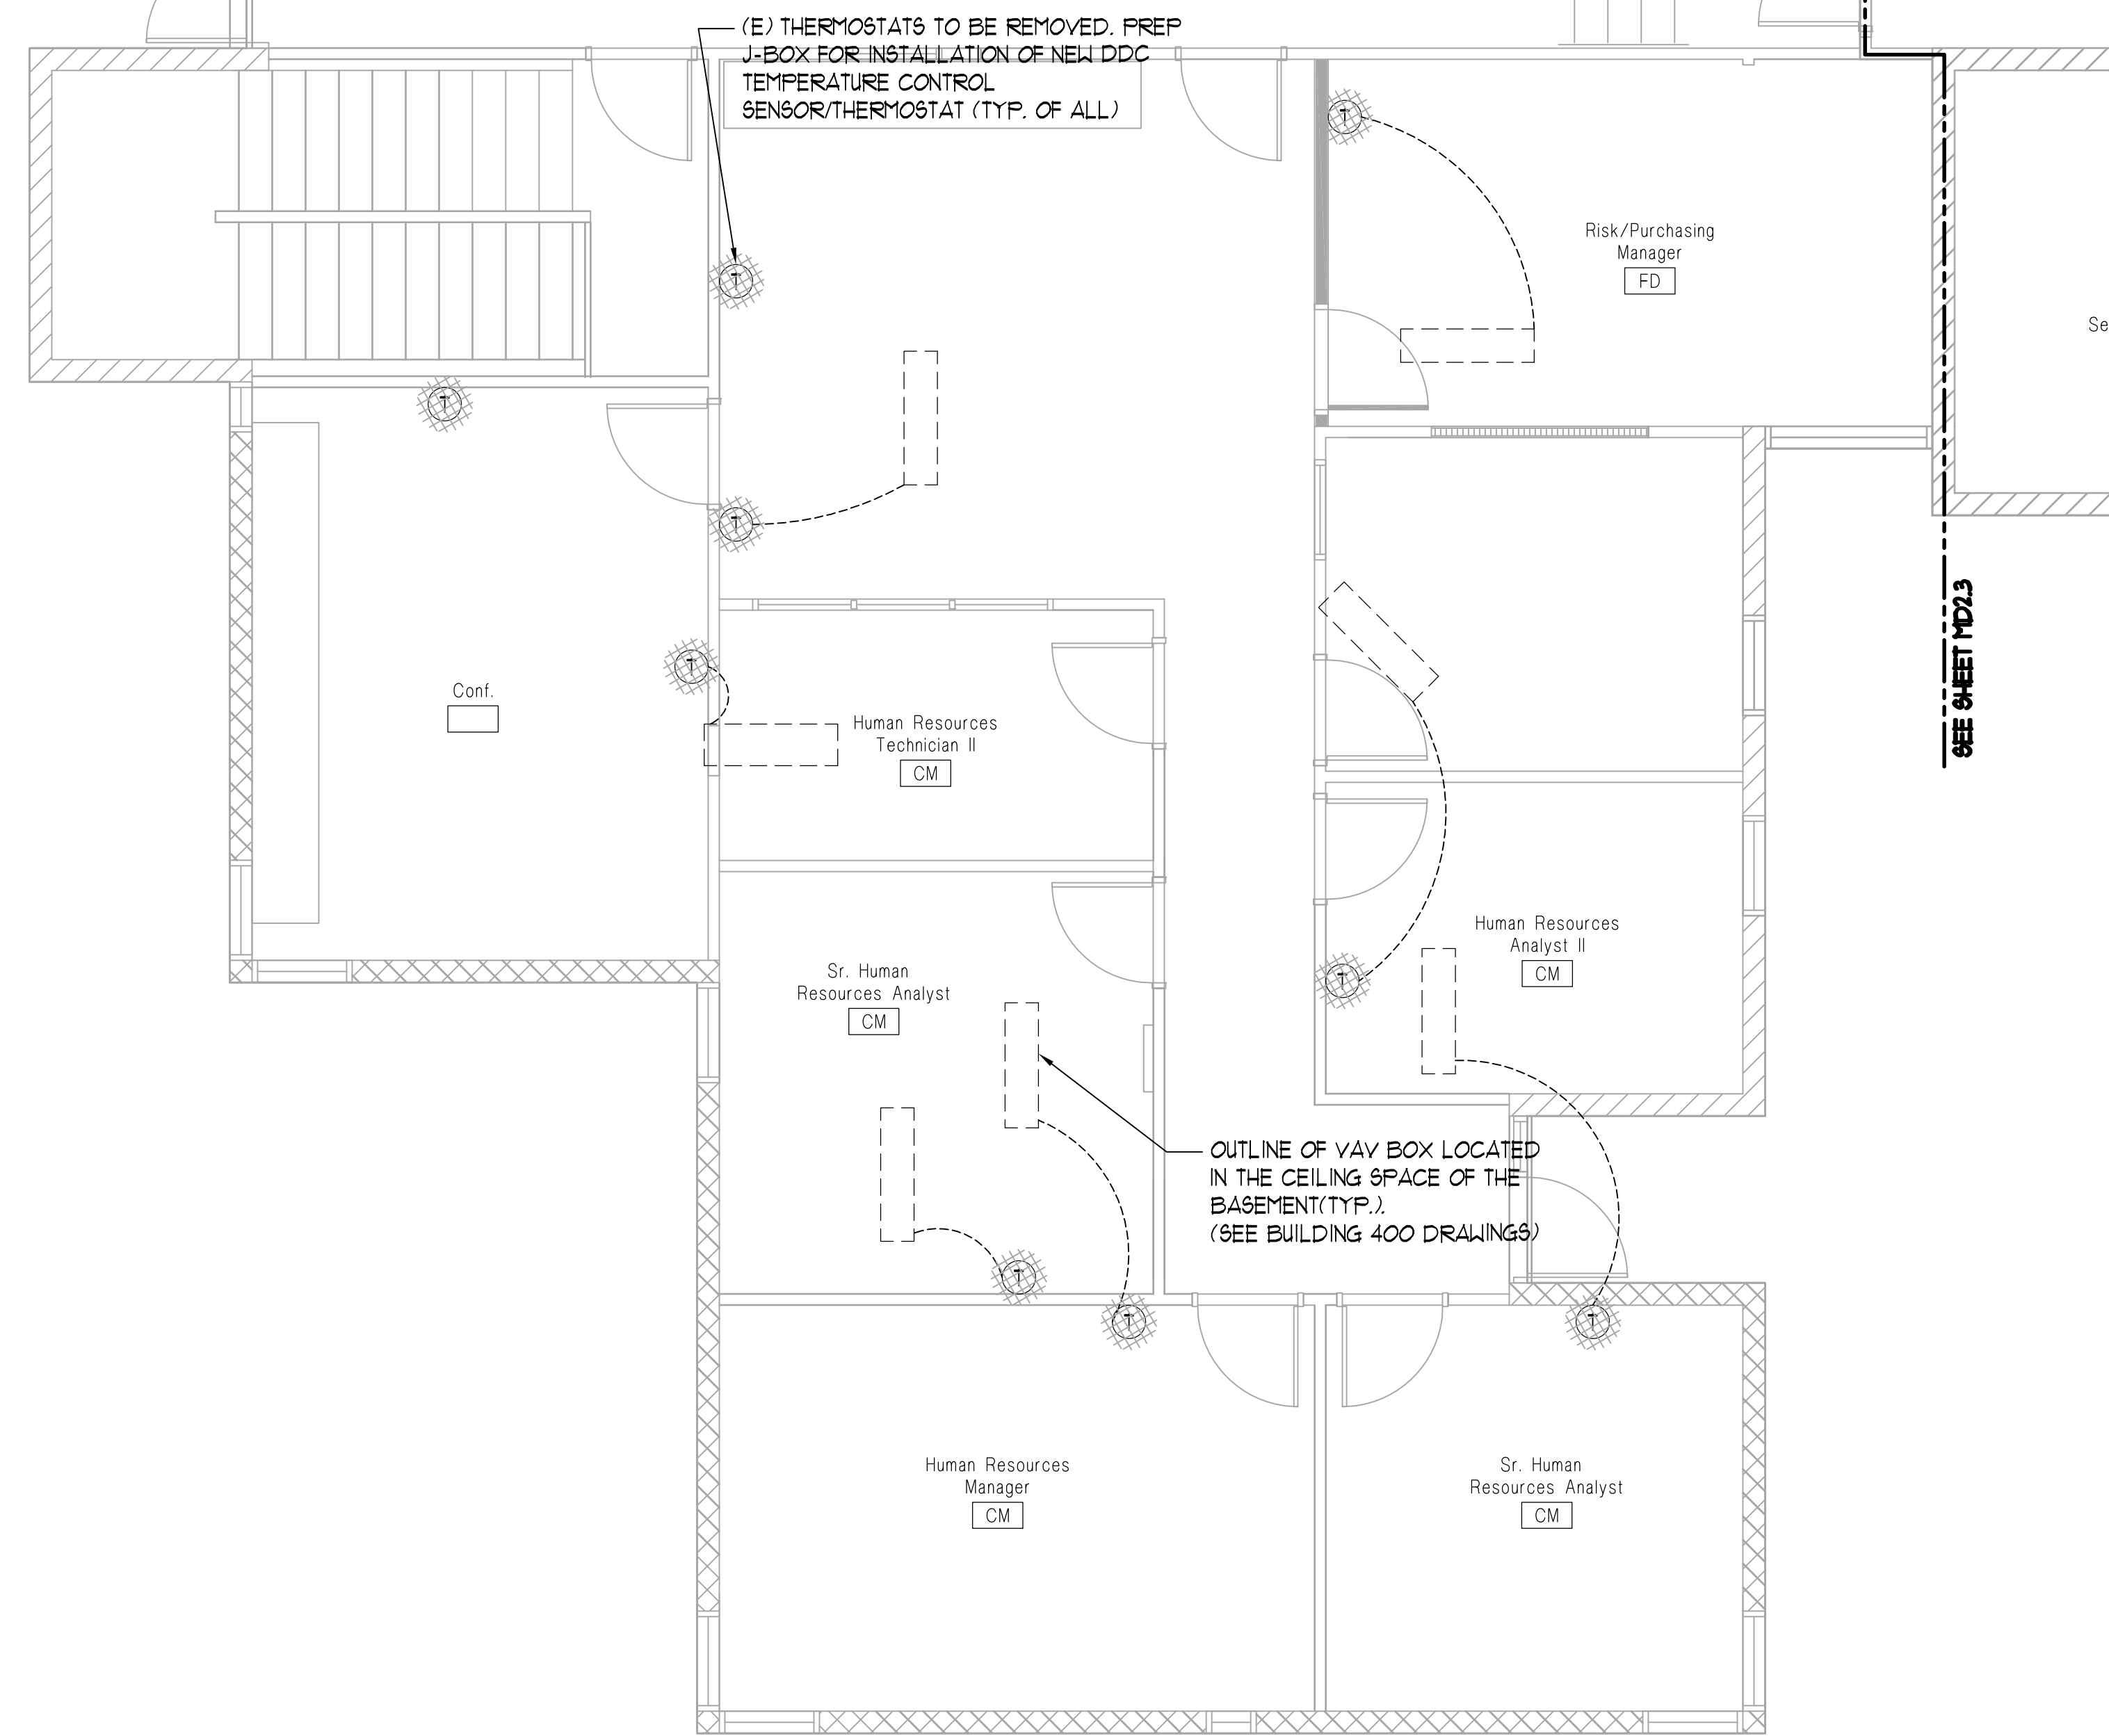 (E) THERMOSTATS TO BE REMOVED. PREP
J-BOX FOR INSTALLATION OF NEW DDC
TEMPERATURE CONTROL
SENSOR/THERMOSTAT (TYP. OF ALL)
T
Risk/Purchasing
Manager
FD
T
Se
T
T
SEE SHEET MD2.3
T
Conf.
Human Resources
Technician II
CM
Human Resources
Analyst II
CM
Sr. Human
Resources Analyst
CM
T
OUTLINE OF VAV BOX LOCATED
IN THE CEILING SPACE OF THE
BASEMENT(TYP.).
(SEE BUILDING 400 DRAWINGS)
T
T
T
Human Resources
Manager
CM
Sr. Human
Resources Analyst
CM